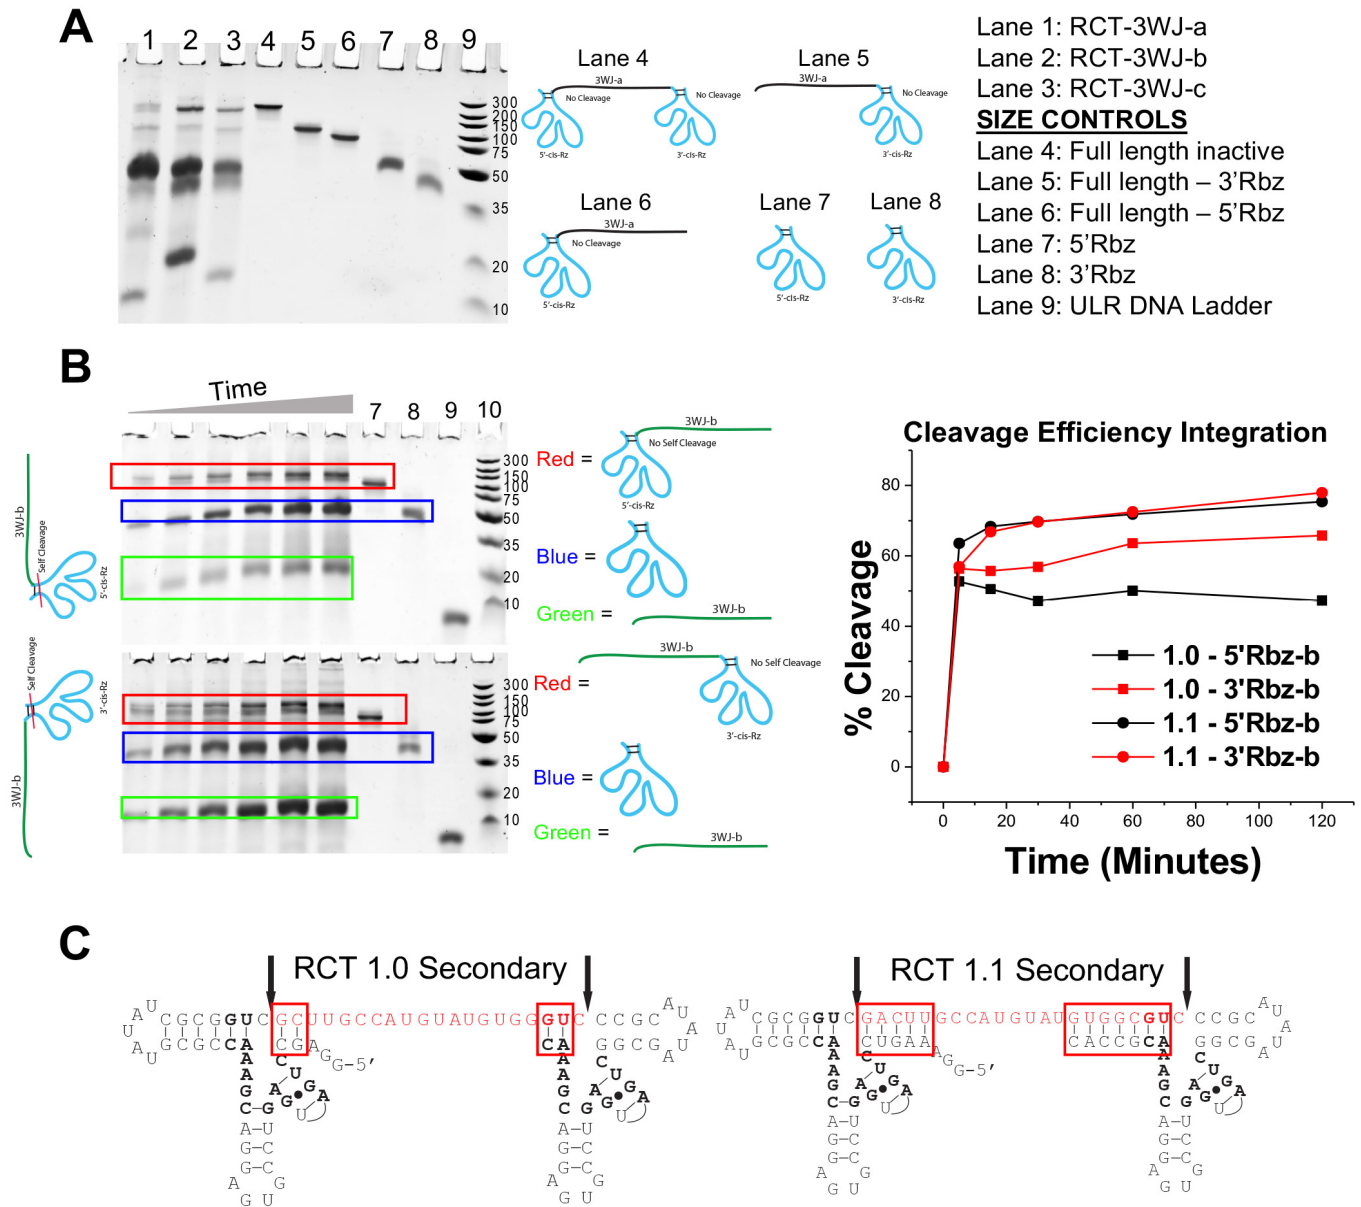 A
1 2 3 4 5 6 7 8 9
300
200
150
100
75
50
35
20
10
Lane 4
3WJ-a
No Cleavage
No Cleavage
5'-cis-Rz
3'-cis-Rz
Lane 5
3WJ-a
No Cleavage
3'-cis-Rz
Lane 6
3WJ-a
No Cleavage
5'-cis-Rz
Lane 7
5'-cis-Rz
Lane 8
3'-cis-Rz
Lane 1: RCT-3WJ-a
Lane 2: RCT-3WJ-b
Lane 3: RCT-3WJ-c
SIZE CONTROLS
Lane 4: Full length inactive
Lane 5: Full length – 3'Rbz
Lane 6: Full length – 5'Rbz
Lane 7: 5'Rbz
Lane 8: 3'Rbz
Lane 9: ULR DNA Ladder
B
Time
7 8 9 10
3WJ-b
Self Cleavage
5'-cis-Rz
300
150
100
75
50
35
20
10
Red =
3WJ-b
No Self Cleavage
5'-cis-Rz
Blue =
Green =
3WJ-b
Self Cleavage
3'-cis-Rz
3WJ-b
300
150
100
75
50
35
20
10
3WJ-b
No Self Cleavage
Red =
3'-cis-Rz
Blue =
Green =
3WJ-b
Cleavage Efficiency Integration
% Cleavage
80
60
40
20
0
1.0 - 5'Rbz-b
1.0 - 3'Rbz-b
1.1 - 5'Rbz-b
1.1 - 3'Rbz-b
0 20 40 60 80 100 120
Time (Minutes)
C
RCT 1.0 Secondary
RCT 1.1 Secondary
CGCGGUCGCUUGCCAUGUAUGUGGGUC
CCGC
CGCGGUCGACUUGCCAUGUAUGUGGCGUC
CCGC
GG-5'
GG-5'